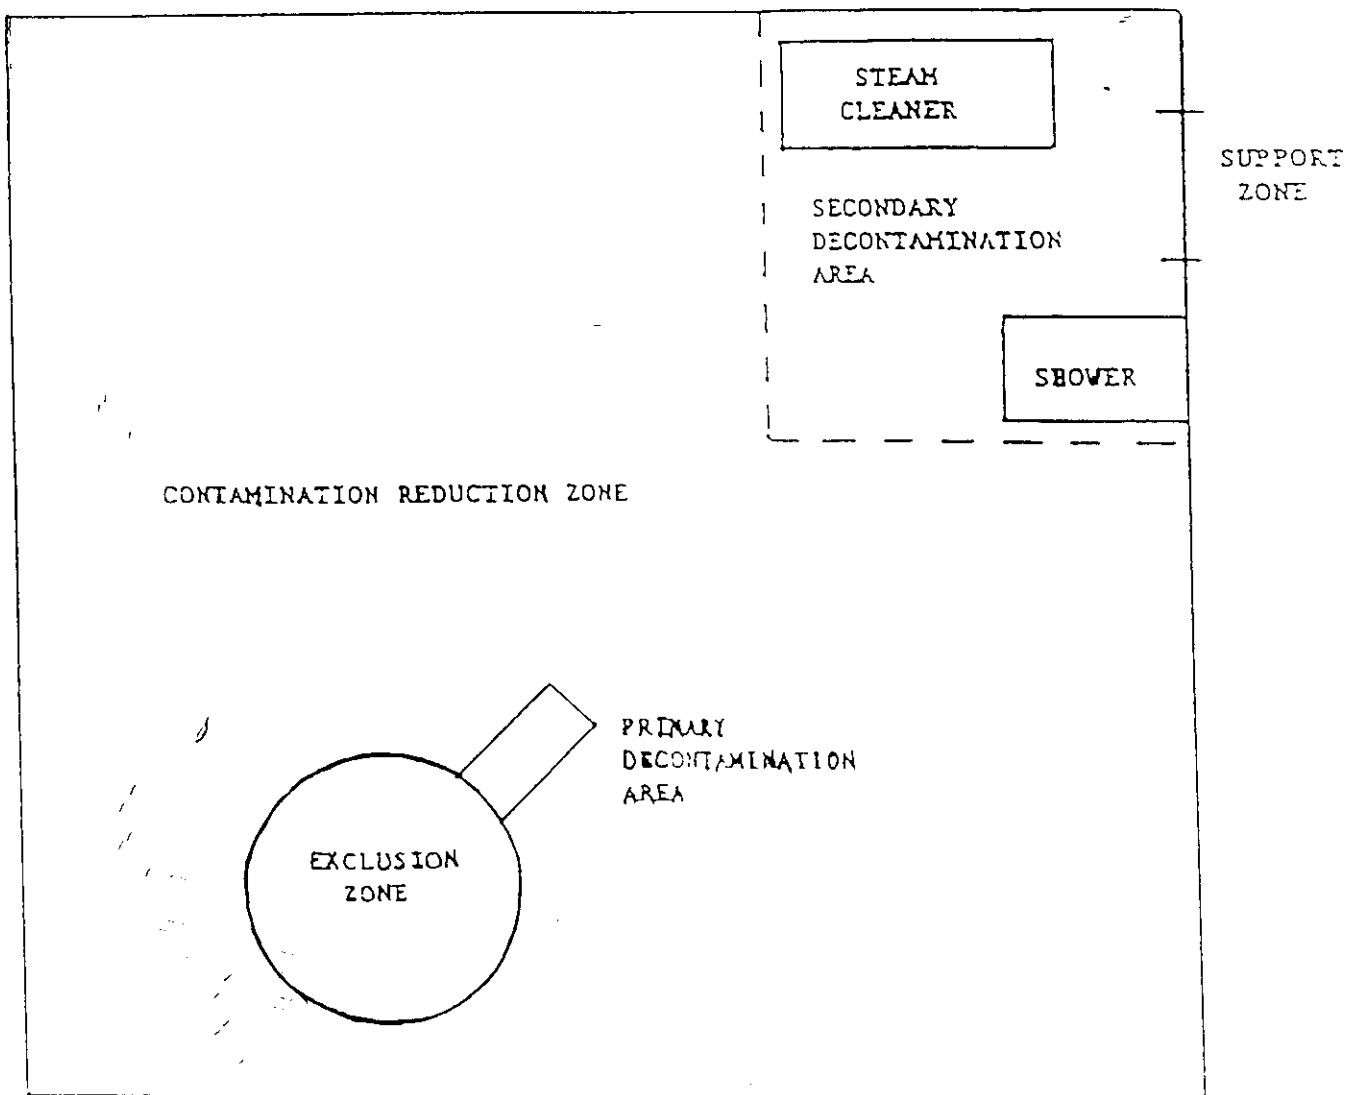 STEAM
CLEANER
SUPPORT
ZONE
SECONDARY
DECONTAMINATION
AREA
SHOWER
CONTAMINATION REDUCTION ZONE
PRIMARY
DECONTAMINATION
AREA
EXCLUSION
ZONE